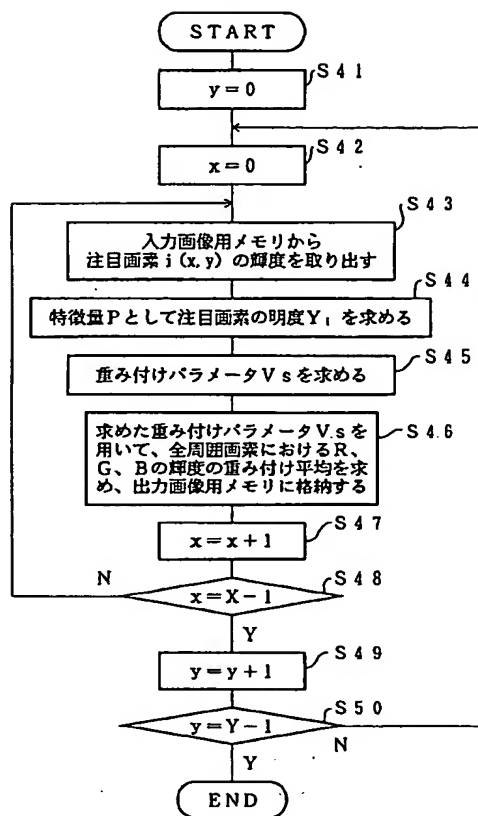 START
S41
y=0
S42
x=0
S43
入力画像用メモリから
注目画素i(x,y)の輝度を取り出す
S44
特徴量Pとして注目画素の明度Y₁を求める
S45
重み付けパラメータVsを求める
S46
求めた重み付けパラメータVsを
用いて、全周囲画素におけるR、
G、Bの輝度の重み付け平均を求
め、出力画像用メモリに格納する
S47
x=x+1
S48
N
x=X-1
Y
S49
y=y+1
S50
y=Y-1
N
Y
END